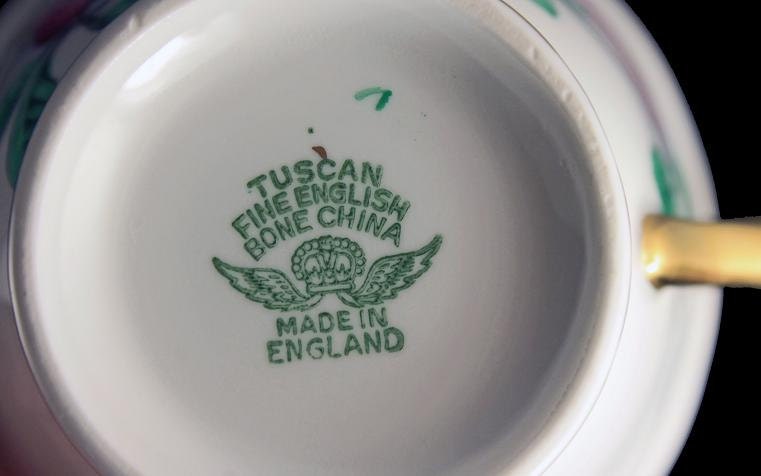 TUSCAN
FINE ENGLISH
BONE CHINA
MADE IN
ENGLAND